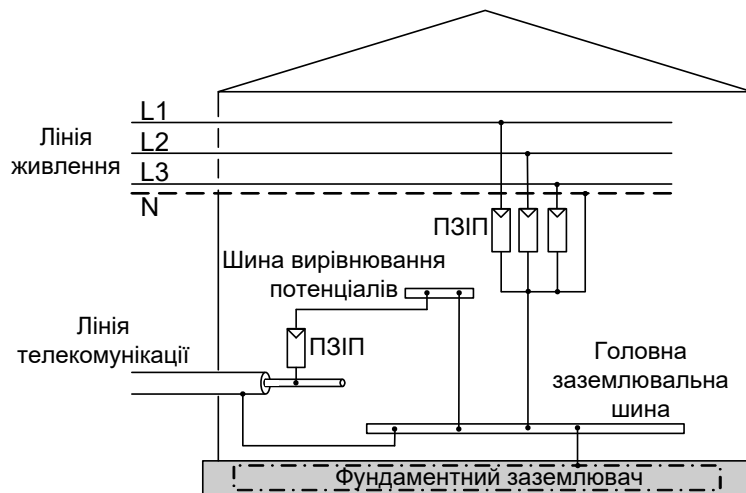 L1
Лінія
живлення
L2
L3
N
ПЗІП
Шина вирівнювання
потенціалів
Лінія
телекомунікації
ПЗІП
Головна
заземлювальна
шина
Фундаментний заземлювач